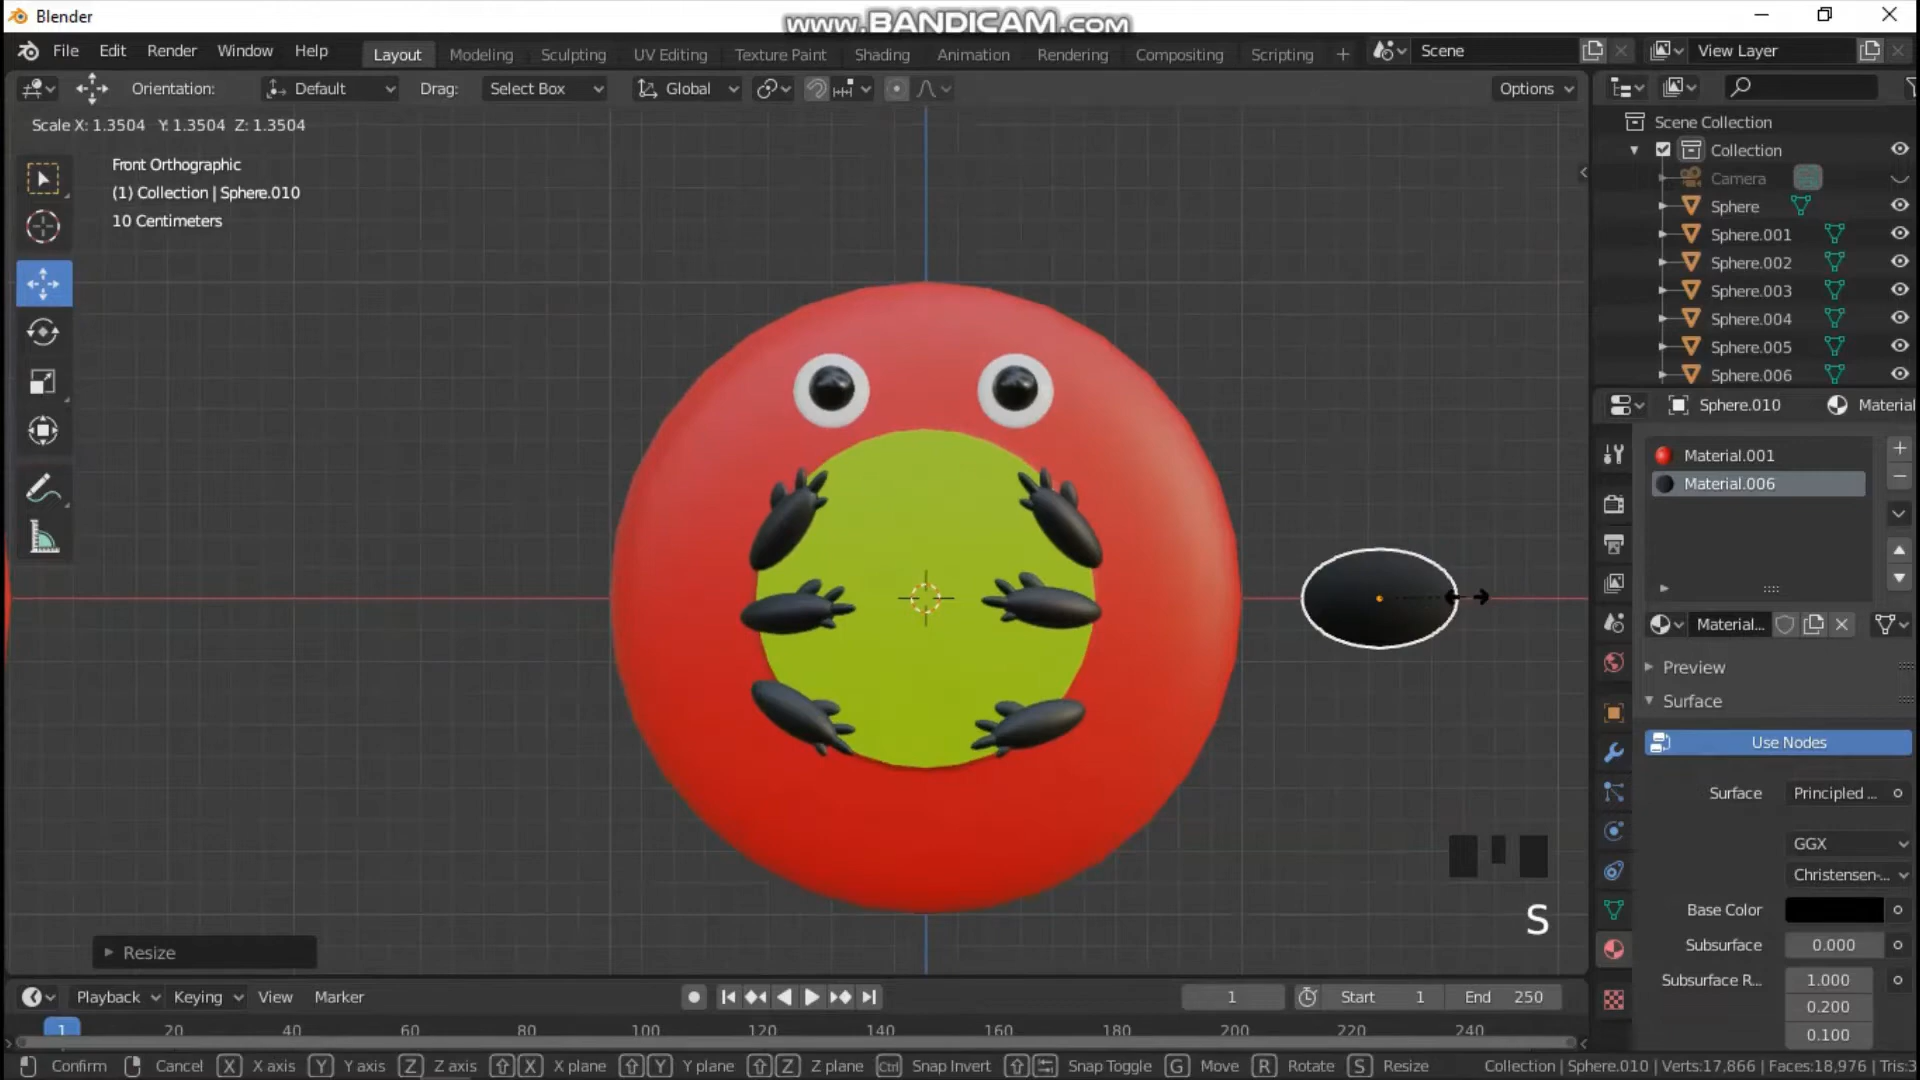 Blender
www.BANDICAM.com
File Edit Render Window Help
Layout Modeling Sculpting UV Editing Texture Paint Shading Animation Rendering Compositing Scripting +
Scene
View Layer
Orientation: Default Drag: Select Box Global Options
Scale X: 1.3504 Y: 1.3504 Z: 1.3504
Front Orthographic
(1) Collection | Sphere.010
10 Centimeters
Scene Collection
Collection
Camera
Sphere
Sphere.001
Sphere.002
Sphere.003
Sphere.004
Sphere.005
Sphere.006
Sphere.010 Material
Material.001
Material.006
Material...
Preview
Surface
Use Nodes
Surface Principled ...
GGX
Christensen-...
Base Color
Subsurface 0.000
Subsurface R... 1.000
0.200
0.100
S
Resize
Playback Keying View Marker
1 Start 1 End 250
1 20 40 60 80 100 120 140 160 180 200 220 240
Confirm Cancel X X axis Y Y axis Z Z axis X X plane Y Y plane Z Z plane Ctrl Snap Invert Snap Toggle G Move R Rotate S Resize Collection | Sphere.010 | Verts:17,866 | Faces:18,976 | Tris:3